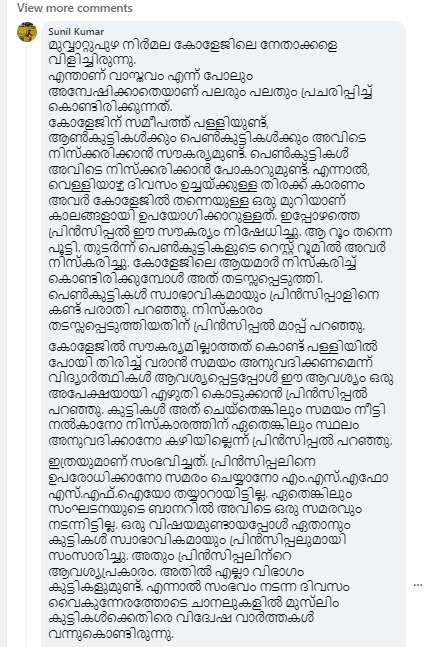 View more comments
Sunil Kumar
മുവ്വാറ്റുപുഴ നിർമല കോളേജിലെ നേതാക്കളെ
വിളിച്ചിരുന്നു.
എന്താണ് വാസ്തവം എന്ന് പോലും
അന്വേഷിക്കാതെയാണ് പലരും പലതും പ്രചരിപ്പിച്ച്
കൊണ്ടിരിക്കുന്നത്.
കോളേജിന് സമീപത്ത് പള്ളിയുണ്ട്,
ആൺകുട്ടികൾക്കും പെൺകുട്ടികൾക്കും അവിടെ
നിസ്ക്കരിക്കാൻ സൗകര്യമുണ്ട്. പെൺകുട്ടികൾ
അവിടെ നിസ്ക്കരിക്കാൻ പോകാറുമുണ്ട്. എന്നാൽ,
വെള്ളിയാഴ്ച ദിവസം ഉച്ചയ്ക്കുള്ള തിരക്ക് കാരണം
അവർ കോളേജിൽ തന്നെയുള്ള ഒരു മുറിയാണ്
കാലങ്ങളായി ഉപയോഗിക്കാറുള്ളത്. ഇപ്പോഴത്തെ
പ്രിൻസിപ്പൽ ഈ സൗകര്യം നിഷേധിച്ചു. ആ റൂം തന്നെ
പൂട്ടി. തുടർന്ന് പെൺകുട്ടികളുടെ റെസ്റ്റ് റൂമിൽ അവർ
നിസ്കരിച്ചു. കോളേജിലെ ആയമാർ നിസ്കരിച്ച്
കൊണ്ടിരിക്കുമ്പോൾ അത് തടസ്സപ്പെടുത്തി.
പെൺകുട്ടികൾ സ്വാഭാവികമായും പ്രിൻസിപ്പാളിനെ
കണ്ട് പരാതി പറഞ്ഞു. നിസ്കാരം
തടസ്സപ്പെടുത്തിയതിന് പ്രിൻസിപ്പൽ മാപ്പ് പറഞ്ഞു.
കോളേജിൽ സൗകര്യമില്ലാത്തത് കൊണ്ട് പള്ളിയിൽ
പോയി തിരിച്ച് വരാൻ സമയം അനുവദിക്കണമെന്ന്
വിദ്യാർത്ഥികൾ ആവശ്യപ്പെട്ടപ്പോൾ ഈ ആവശ്യം ഒരു
അപേക്ഷയായി എഴുതി കൊടുക്കാൻ പ്രിൻസിപ്പൽ
പറഞ്ഞു. കുട്ടികൾ അത് ചെയ്തെങ്കിലും സമയം നീട്ടി
നൽകാനോ നിസ്കാരത്തിന് ഏതെങ്കിലും സ്ഥലം
അനുവദിക്കാനോ കഴിയില്ലെന്ന് പ്രിൻസിപ്പൽ പറഞ്ഞു.
ഇത്രയുമാണ് സംഭവിച്ചത്. പ്രിൻസിപ്പലിനെ
ഉപരോധിക്കാനോ സമരം ചെയ്യാനോ എം.എസ്.എഫോ
എസ്.എഫ്.ഐയോ തയ്യാറായിട്ടില്ല. ഏതെങ്കിലും
സംഘടനയുടെ ബാനറിൽ അവിടെ ഒരു സമരവും
നടന്നിട്ടില്ല. ഒരു വിഷയമുണ്ടായപ്പോൾ ഏതാനും
കുട്ടികൾ സ്വാഭാവികമായും പ്രിൻസിപ്പലുമായി
സംസാരിച്ചു. അതും പ്രിൻസിപ്പലിന്റെ
ആവശ്യപ്രകാരം. അതിൽ എല്ലാ വിഭാഗം
കുട്ടികളുമുണ്ട്. എന്നാൽ സംഭവം നടന്ന ദിവസം
വൈകുന്നേരത്തോടെ ചാനലുകളിൽ മുസ്‌ലിം
കുട്ടികൾക്കെതിരെ വിദ്വേഷ വാർത്തകൾ
വന്നുകൊണ്ടിരുന്നു.